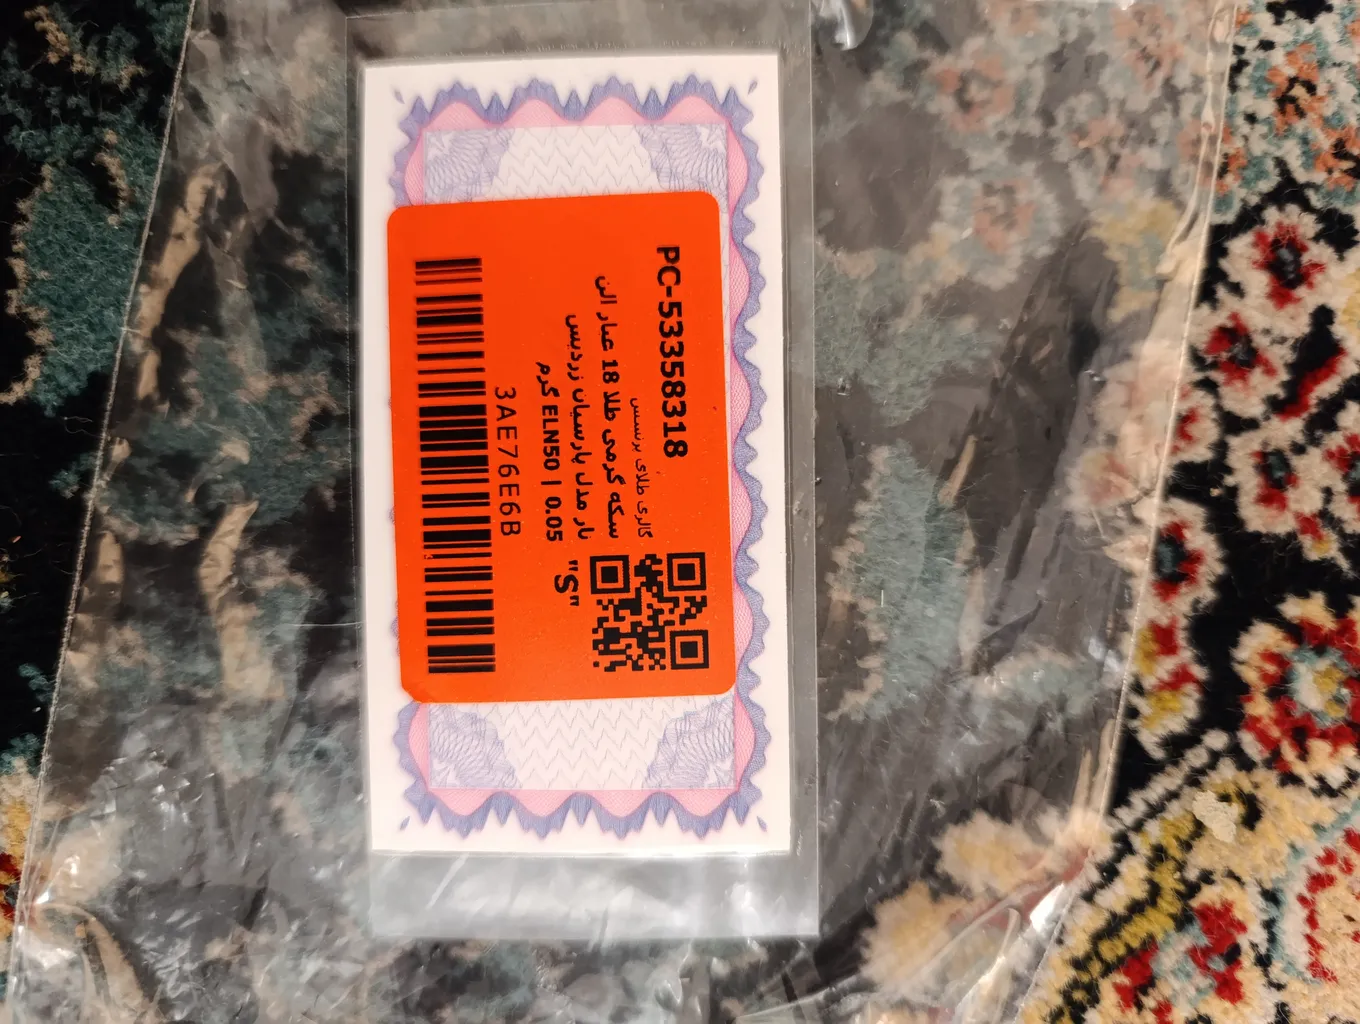 PC-53358318
گالری طلای پرنسس
سکه گرمی طلا 18 عیار الن
نار مدل پارسیان زردیس
ELN50 | 0.05 گرم
"S"
3AE76E6B